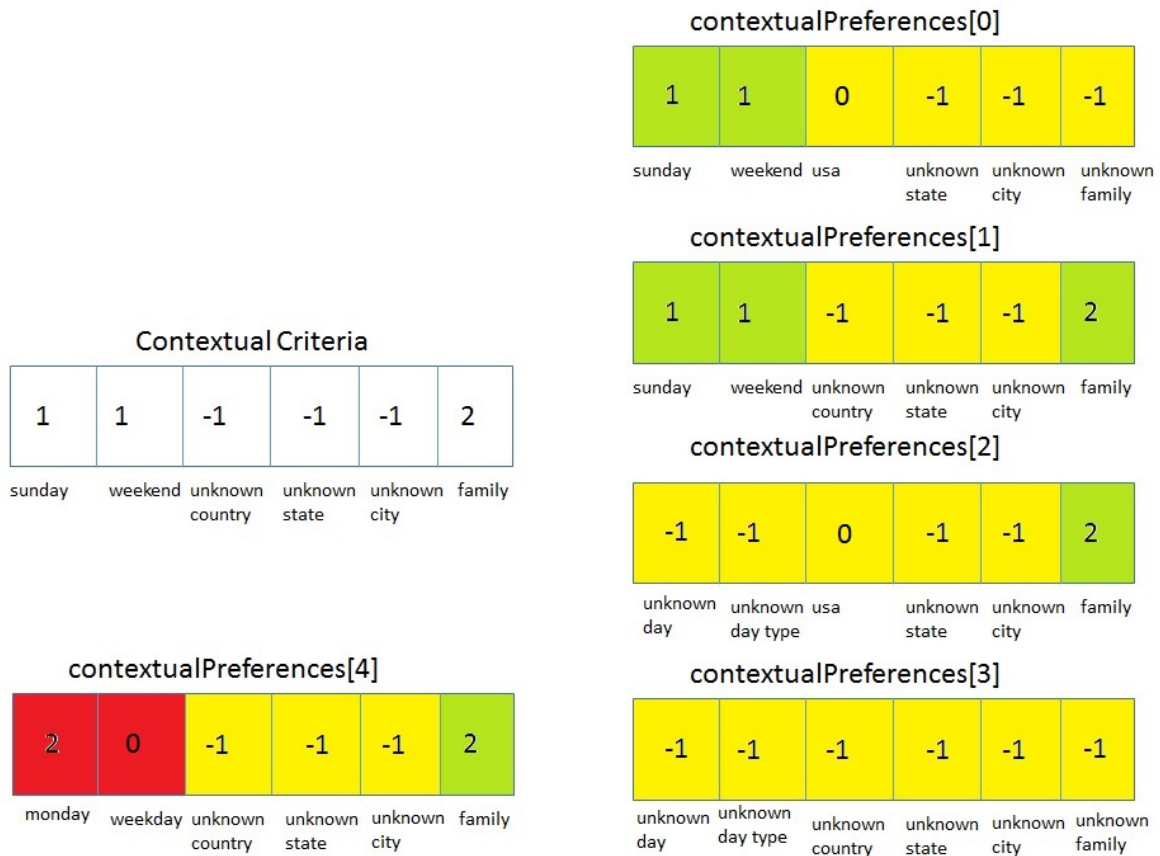 contextualPreferences[0]
1 1 0 -1 -1 -1
sunday weekend usa unknown unknown unknown
state city family
contextualPreferences[1]
1 1 -1 -1 -1 2
sunday weekend unknown unknown unknown family
country state city
Contextual Criteria
1 1 -1 -1 -1 2
sunday weekend unknown unknown unknown family
country state city
contextualPreferences[2]
-1 -1 0 -1 -1 2
unknown unknown usa unknown unknown family
day day type state city
contextualPreferences[4]
2 0 -1 -1 -1 2
monday weekday unknown unknown unknown family
country state city
contextualPreferences[3]
-1 -1 -1 -1 -1 -1
unknown unknown unknown unknown unknown unknown
day day type country state city family